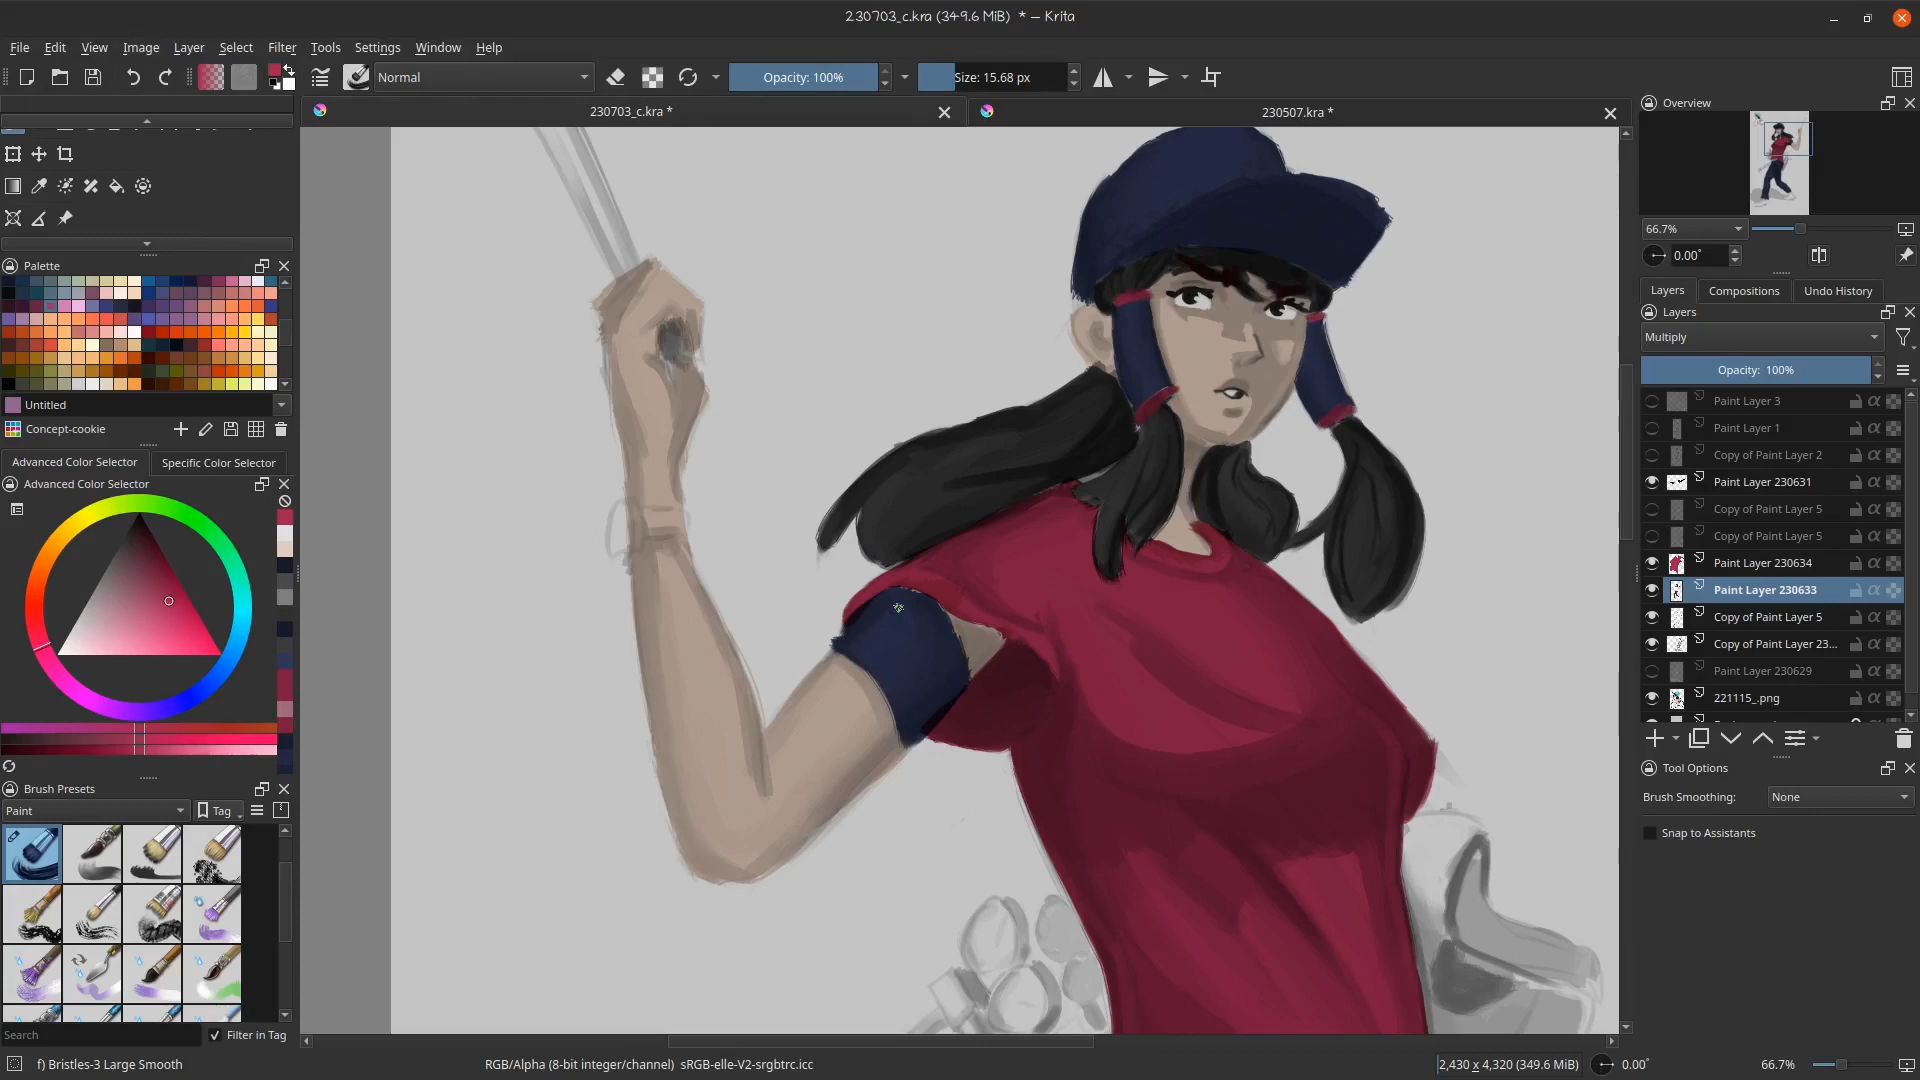 230703_c.kra (349.6 MiB) * — Krita
File Edit View Image Layer Select Filter Tools Settings Window Help
Normal
Opacity: 100%
Size: 15.68 px
230703_c.kra *
230507.kra *
Palette
Untitled
Concept-cookie
Advanced Color Selector
Specific Color Selector
Advanced Color Selector
Brush Presets
Paint
Tag
Search
Filter in Tag
Overview
66.7%
0.00°
Layers
Compositions
Undo History
Layers
Multiply
Opacity: 100%
Paint Layer 3
Paint Layer 1
Copy of Paint Layer 2
Paint Layer 230631
Copy of Paint Layer 5
Copy of Paint Layer 5
Paint Layer 230634
Paint Layer 230633
Copy of Paint Layer 5
Copy of Paint Layer 23...
Paint Layer 230629
221115_.png
Tool Options
Brush Smoothing:
None
Snap to Assistants
f) Bristles-3 Large Smooth
RGB/Alpha (8-bit integer/channel) sRGB-elle-V2-srgbtrc.icc
2,430 x 4,320 (349.6 MiB)
0.00°
66.7%